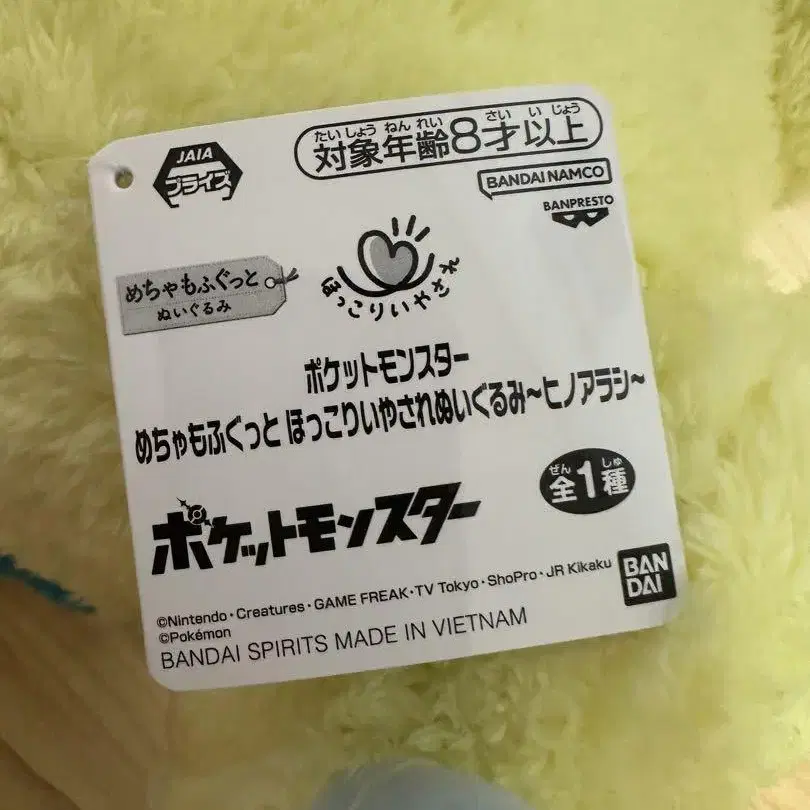 JAIA
プライズ
たいしょうねんれい さいいじょう
対象年齢8才以上
BANDAI NAMCO
BANPRESTO
めちゃもふぐっと
ぬいぐるみ
ほっこりいやされ
ポケットモンスター
めちゃもふぐっと ほっこりいやされぬいぐるみ~ヒノアラシ~
ぜん しゅ
全1種
ポケットモンスター
©Nintendo・Creatures・GAME FREAK・TV Tokyo・ShoPro・JR Kikaku
©Pokémon
BANDAI SPIRITS MADE IN VIETNAM
BAN
DAI